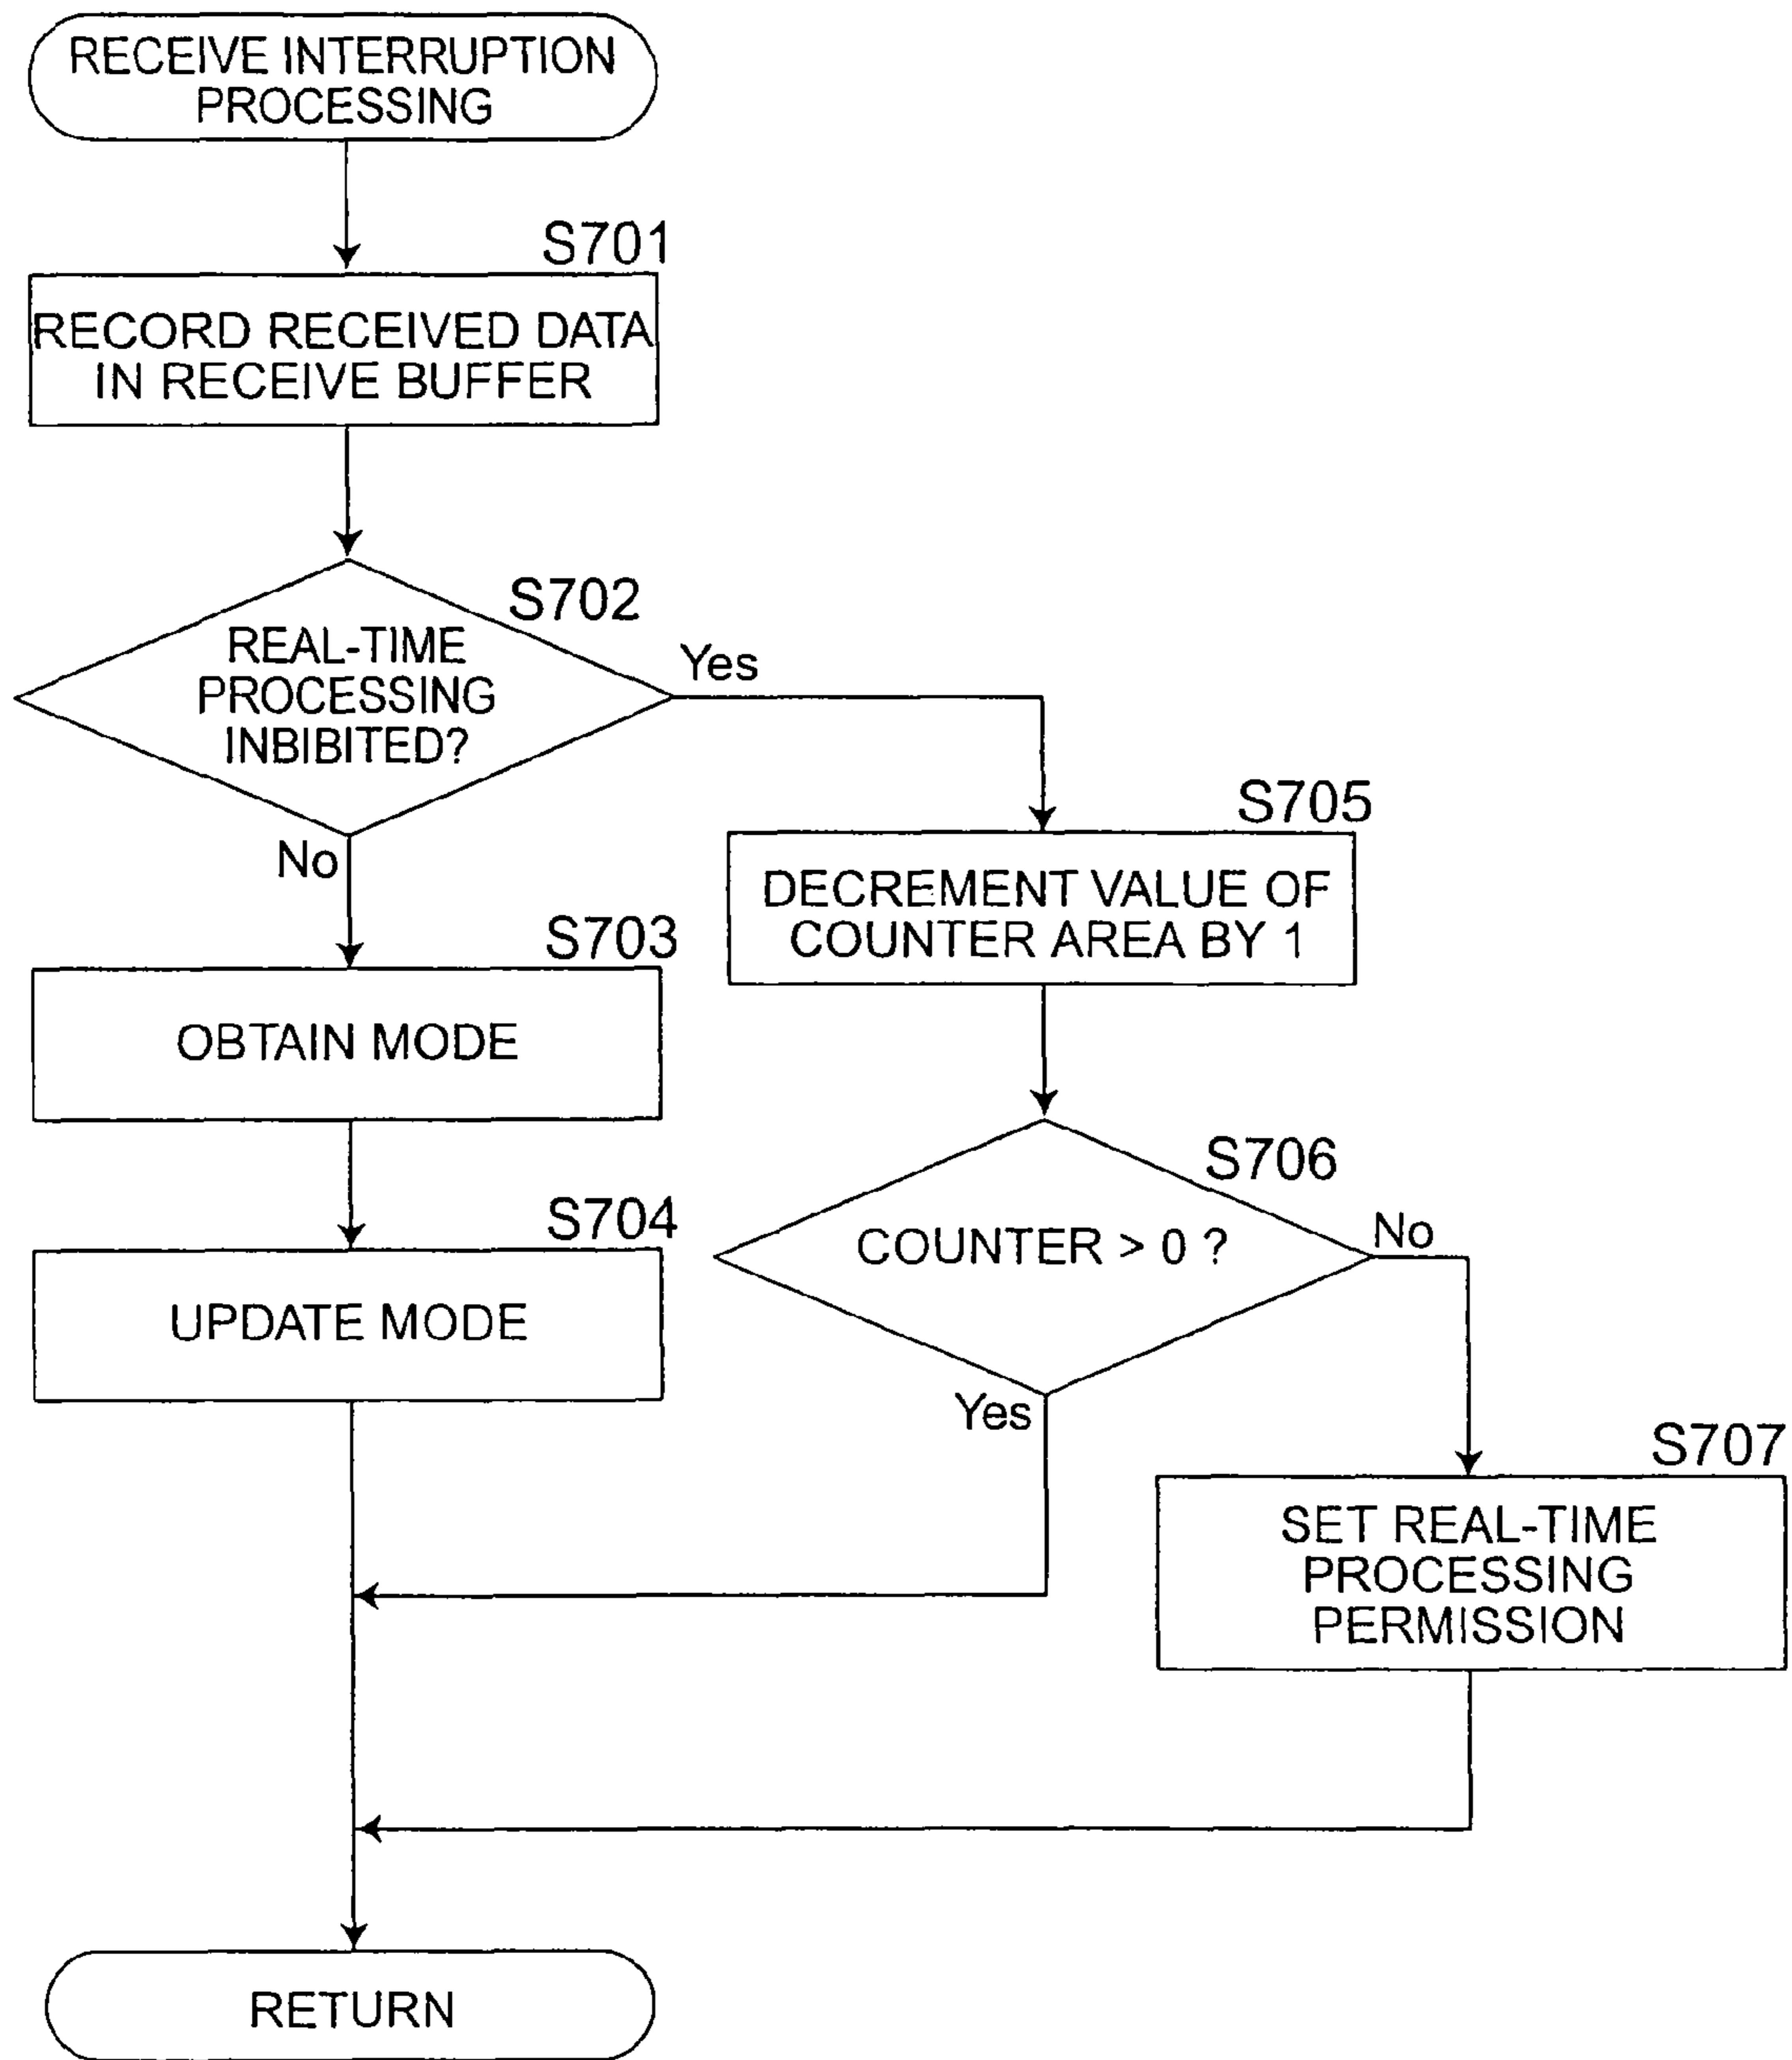 RECEIVE INTERRUPTION
PROCESSING
S701
RECORD RECEIVED DATA
IN RECEIVE BUFFER
S702
REAL-TIME
PROCESSING
INBIBITED?
Yes
No
S703
OBTAIN MODE
S704
UPDATE MODE
S705
DECREMENT VALUE OF
COUNTER AREA BY 1
S706
COUNTER > 0 ?
No
Yes
S707
SET REAL-TIME
PROCESSING
PERMISSION
RETURN